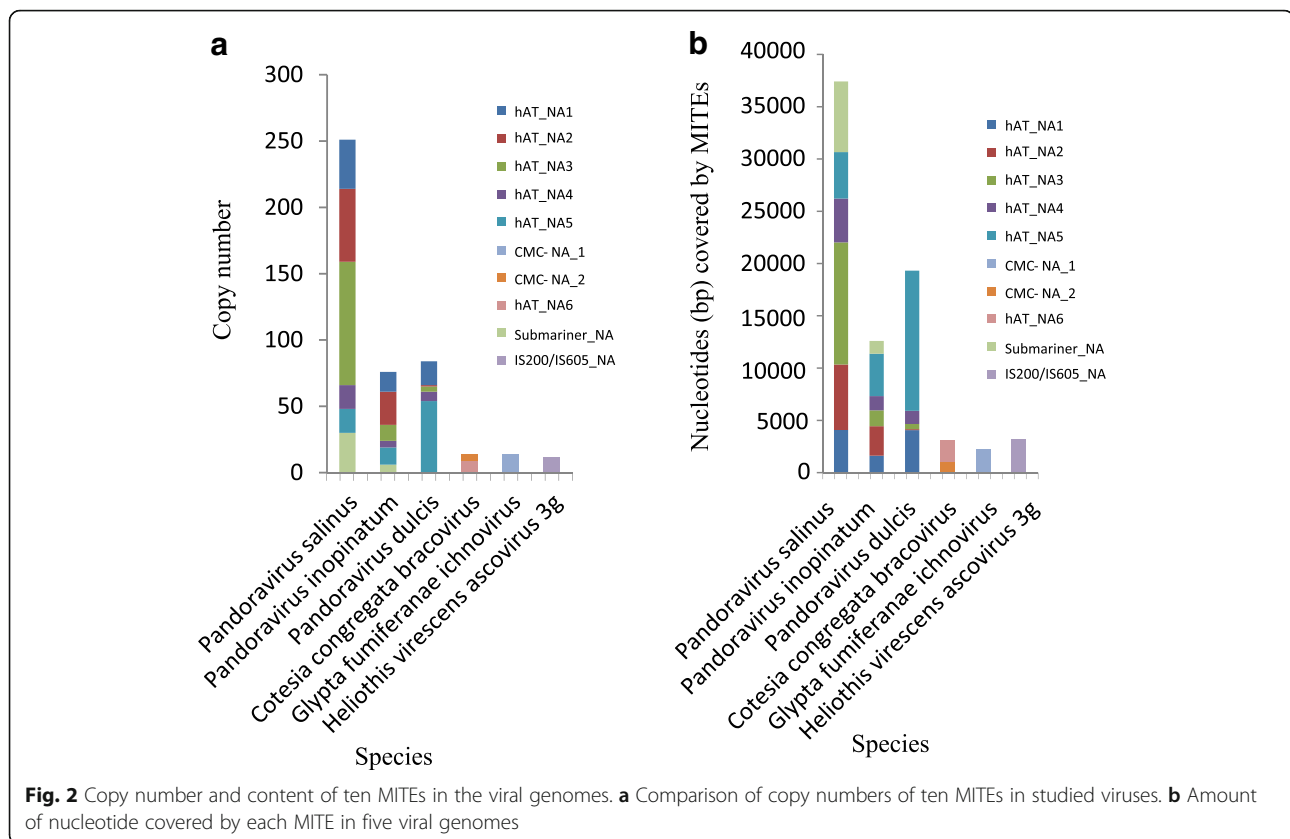 a
300
250
200
150
100
50
0
Copy number
hAT_NA1
hAT_NA2
hAT_NA3
hAT_NA4
hAT_NA5
CMC- NA_1
CMC- NA_2
hAT_NA6
Submariner_NA
IS200/IS605_NA
Pandoravirus salinus
Pandoravirus inopinatum
Pandoravirus dulcis
Cotesia congregata bracovirus
Glypta fumiferanae ichnovirus
Heliothis virescens ascovirus 3g
Species
b
40000
35000
30000
25000
20000
15000
10000
5000
0
Nucleotides (bp) covered by MITEs
hAT_NA1
hAT_NA2
hAT_NA3
hAT_NA4
hAT_NA5
CMC- NA_1
CMC- NA_2
hAT_NA6
Submariner_NA
IS200/IS605_NA
Pandoravirus salinus
Pandoravirus inopinatum
Pandoravirus dulcis
Cotesia congregata bracovirus
Glypta fumiferanae ichnovirus
Heliothis virescens ascovirus 3g
Species
Fig. 2 Copy number and content of ten MITEs in the viral genomes. a Comparison of copy numbers of ten MITEs in studied viruses. b Amount
of nucleotide covered by each MITE in five viral genomes